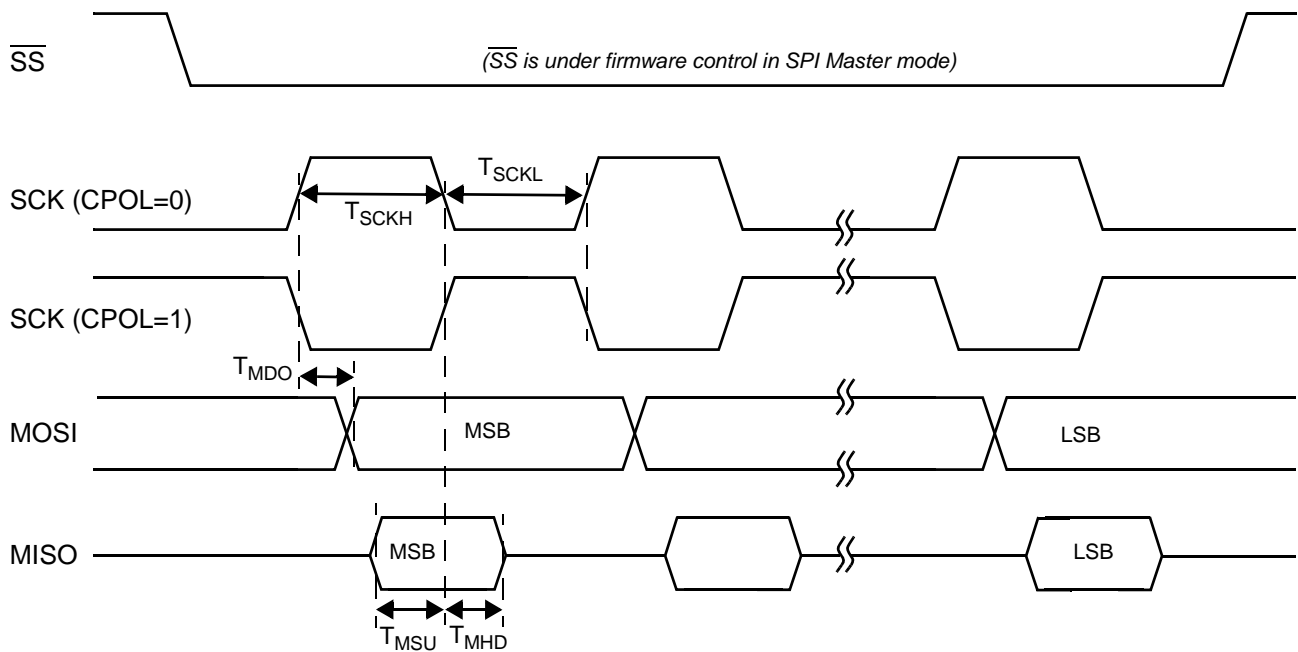 SS
(SS is under firmware control in SPI Master mode)
SCK (CPOL=0)
TSCKH
TSCKL
SCK (CPOL=1)
TMDO
MOSI
MSB
LSB
MISO
MSB
LSB
TMSU
TMHD